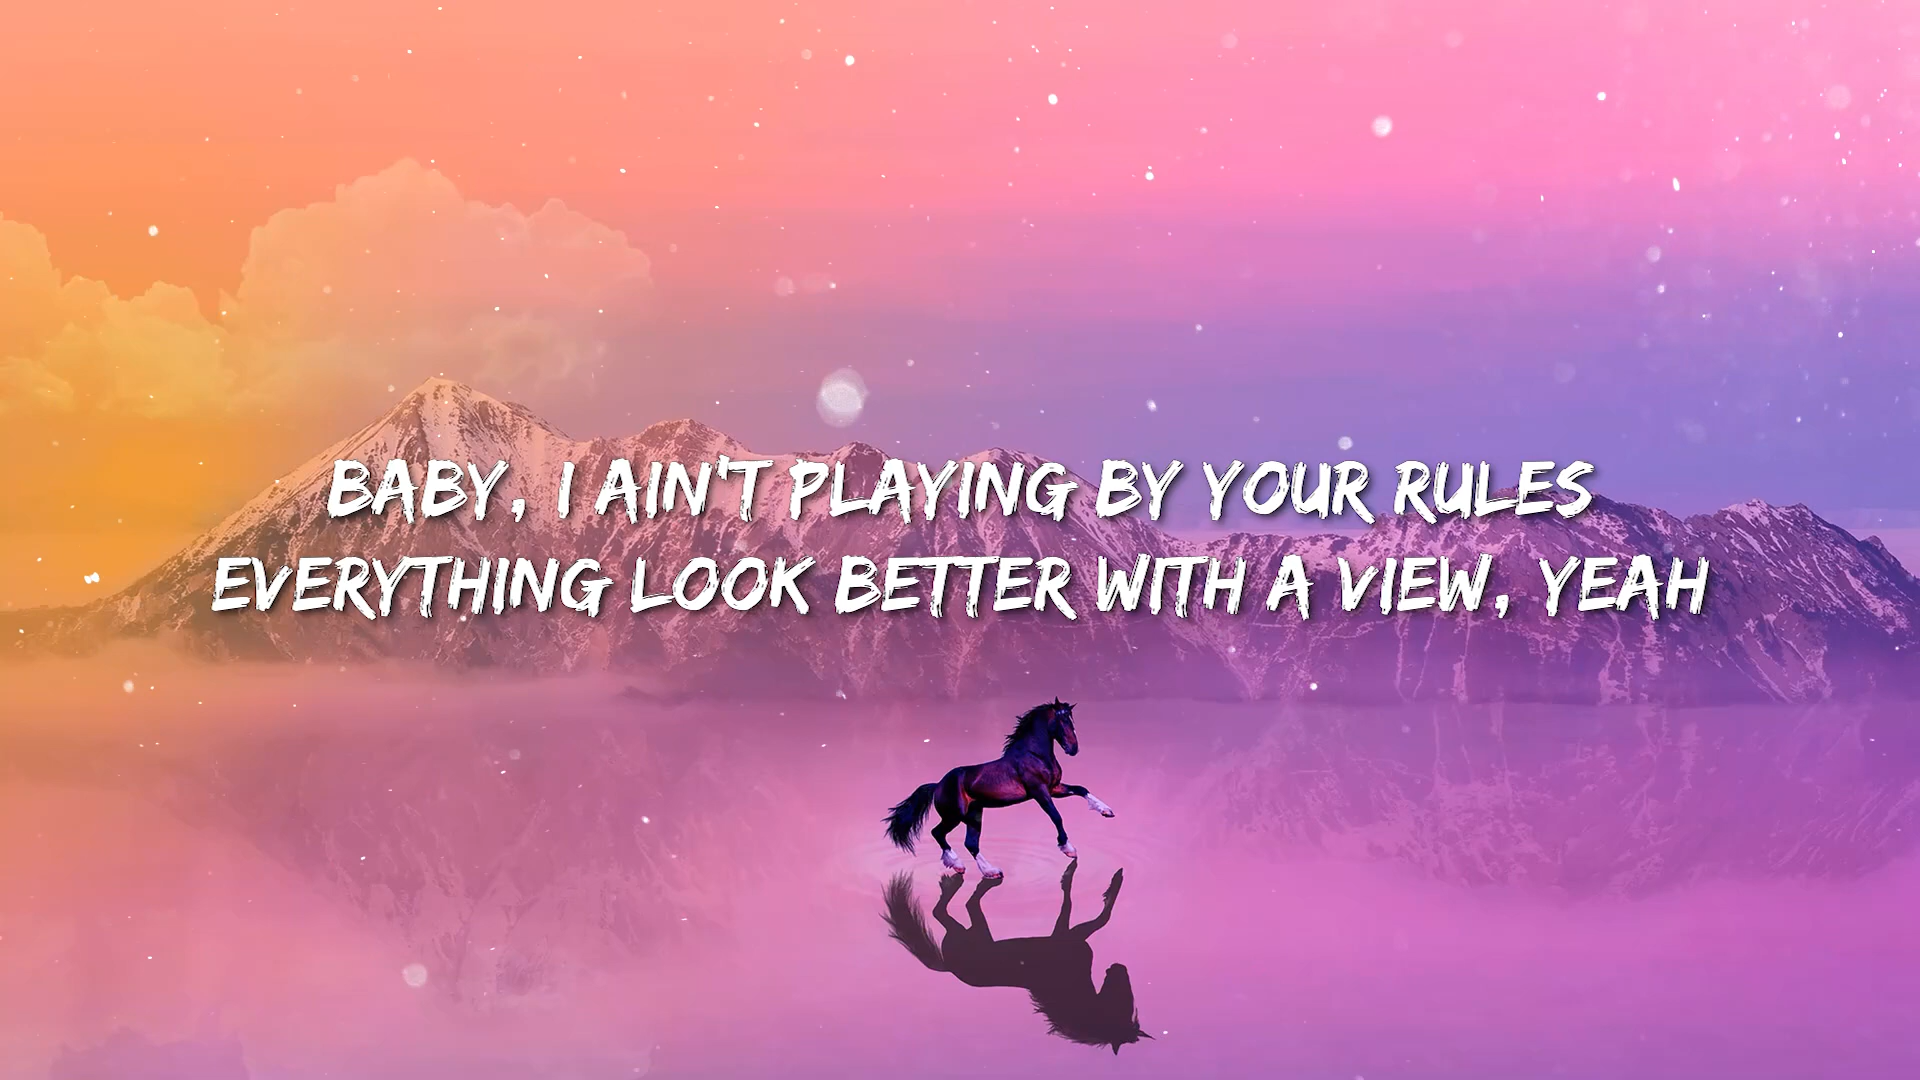 BABY, I AIN'T PLAYING BY YOUR RULES
EVERYTHING LOOK BETTER WITH A VIEW, YEAH